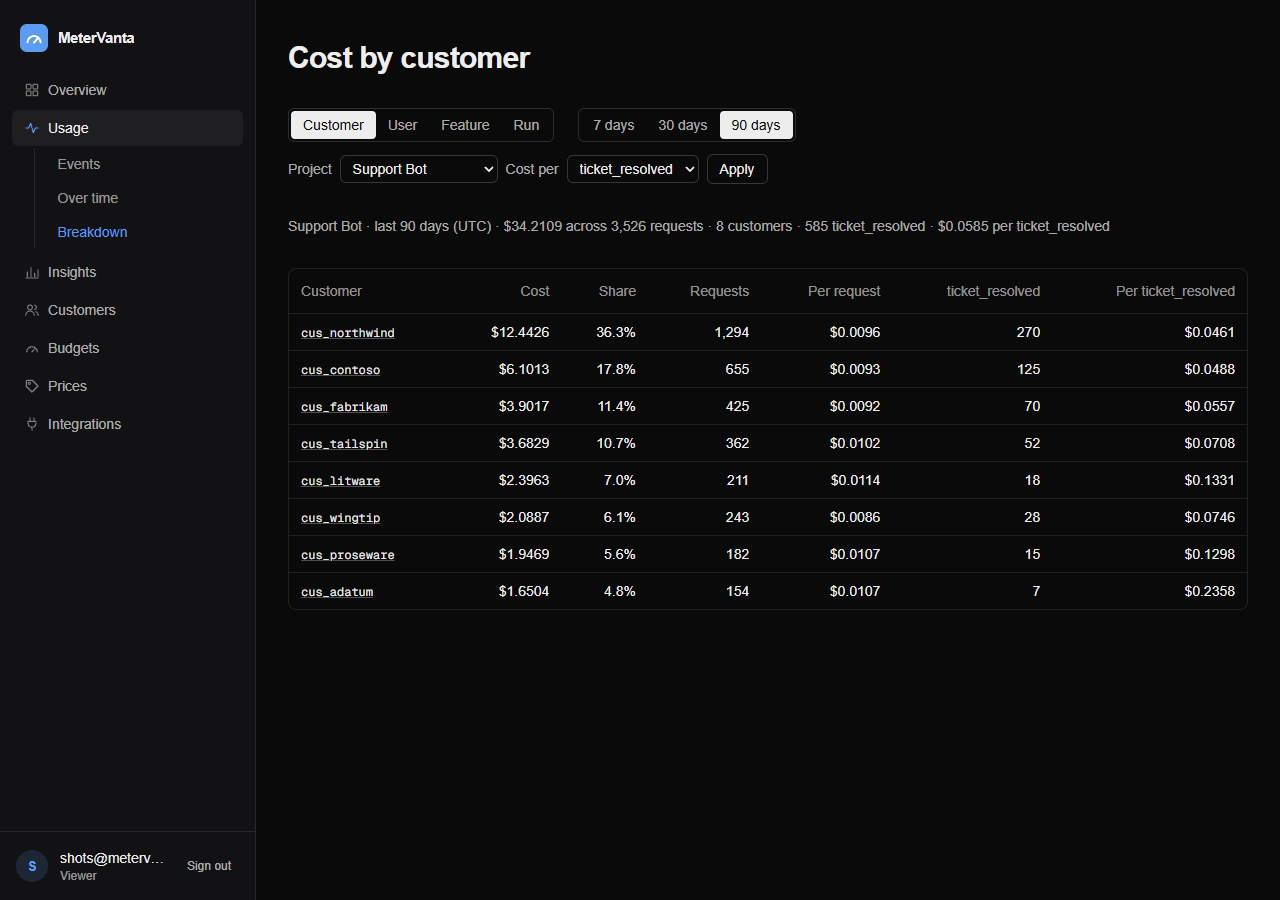 MeterVanta
Overview
Usage
Events
Over time
Breakdown
Insights
Customers
Budgets
Prices
Integrations
S
shots@meterv…
Viewer
Sign out
Cost by customer
Customer User Feature Run 7 days 30 days 90 days
Project Support Bot Cost per ticket_resolved Apply
Support Bot · last 90 days (UTC) · $34.2109 across 3,526 requests · 8 customers · 585 ticket_resolved · $0.0585 per ticket_resolved
Customer Cost Share Requests Per request ticket_resolved Per ticket_resolved
cus_northwind $12.4426 36.3% 1,294 $0.0096 270 $0.0461
cus_contoso $6.1013 17.8% 655 $0.0093 125 $0.0488
cus_fabrikam $3.9017 11.4% 425 $0.0092 70 $0.0557
cus_tailspin $3.6829 10.7% 362 $0.0102 52 $0.0708
cus_litware $2.3963 7.0% 211 $0.0114 18 $0.1331
cus_wingtip $2.0887 6.1% 243 $0.0086 28 $0.0746
cus_proseware $1.9469 5.6% 182 $0.0107 15 $0.1298
cus_adatum $1.6504 4.8% 154 $0.0107 7 $0.2358